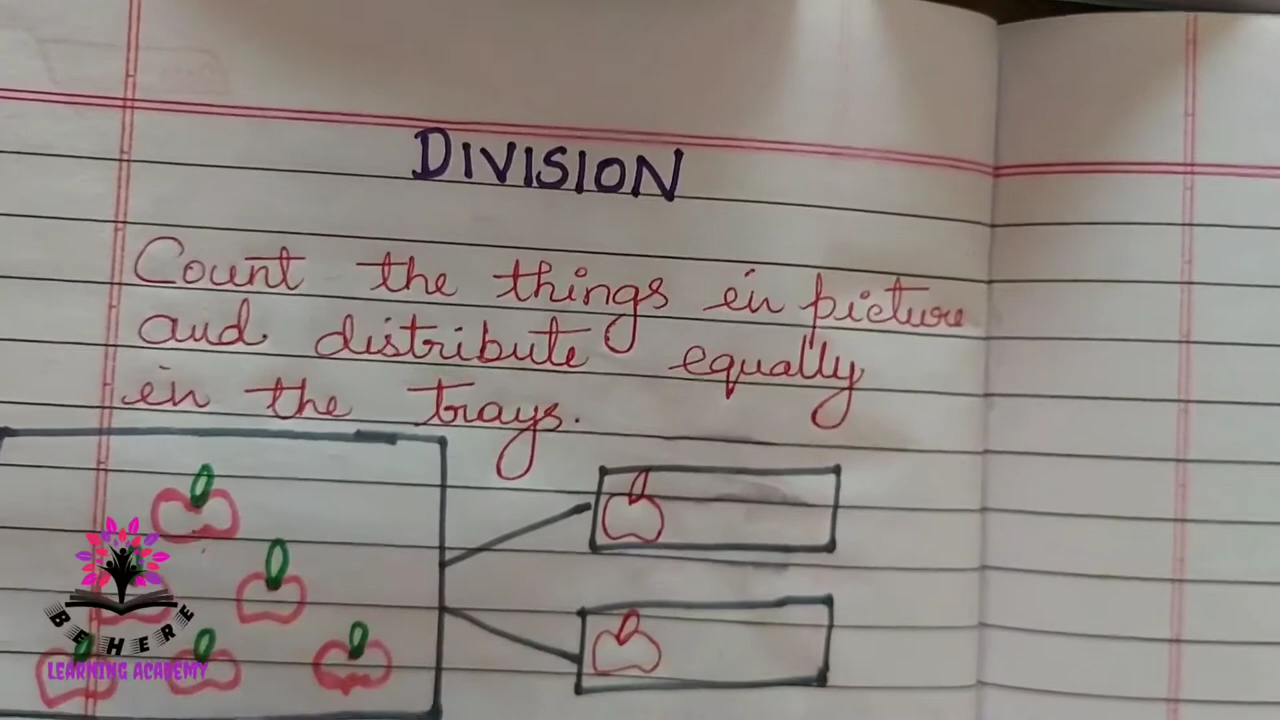 DIVISION
Count the things in picture
and distribute equally
in the trays.
BE HERE
LEARNING ACADEMY